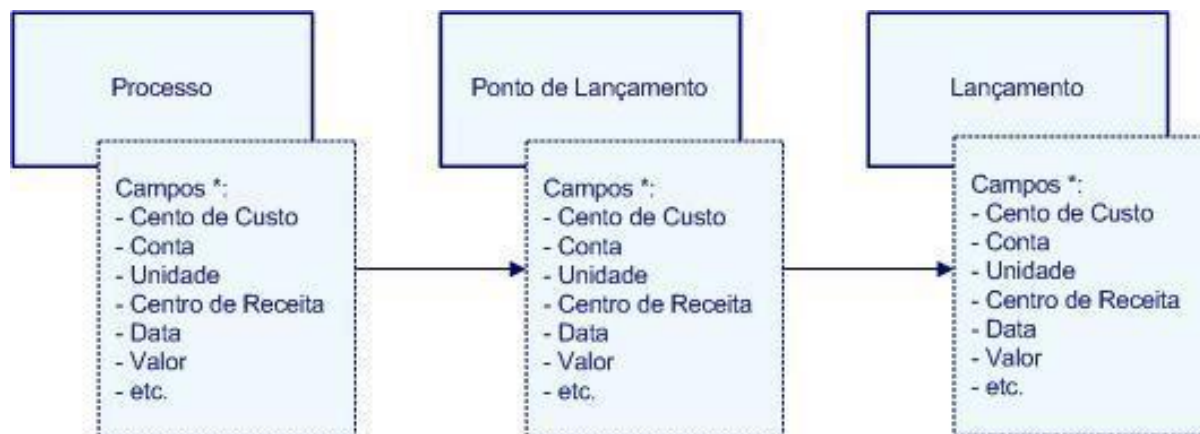 Processo
Campos *:
- Cento de Custo
- Conta
- Unidade
- Centro de Receita
- Data
- Valor
- etc.
Ponto de Lançamento
Campos *:
- Cento de Custo
- Conta
- Unidade
- Centro de Receita
- Data
- Valor
- etc.
Lançamento
Campos *:
- Cento de Custo
- Conta
- Unidade
- Centro de Receita
- Data
- Valor
- etc.